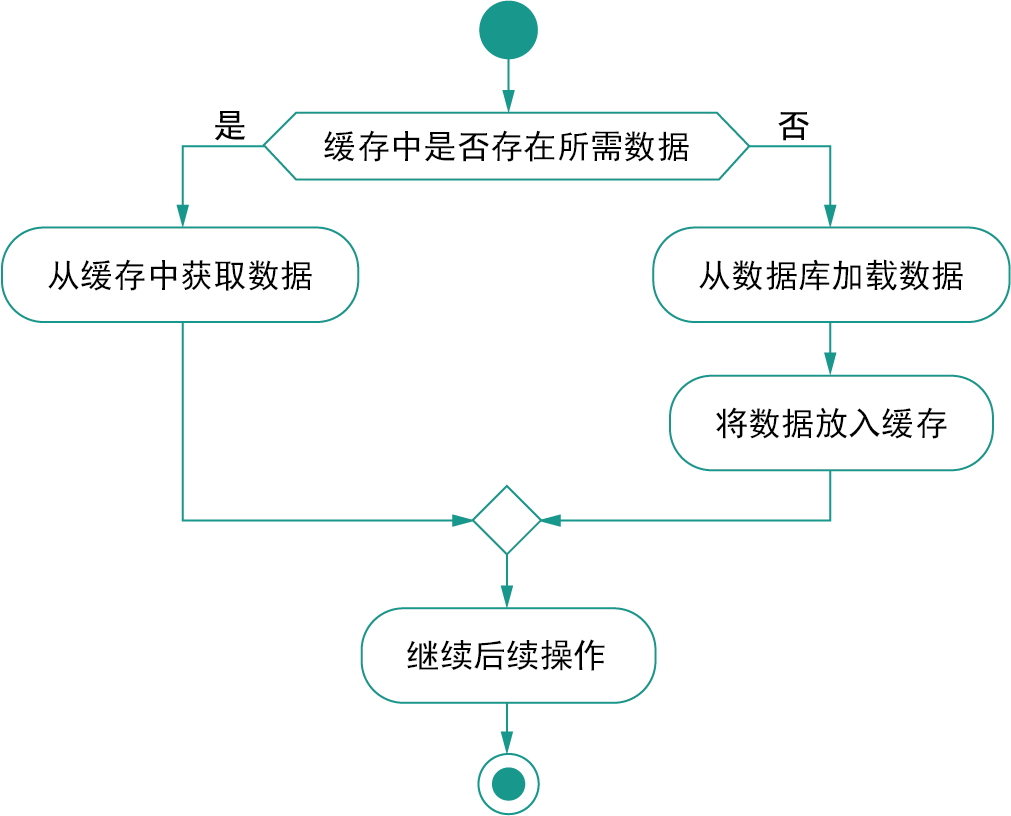 是
缓存中是否存在所需数据
否
从缓存中获取数据
从数据库加载数据
将数据放入缓存
继续后续操作